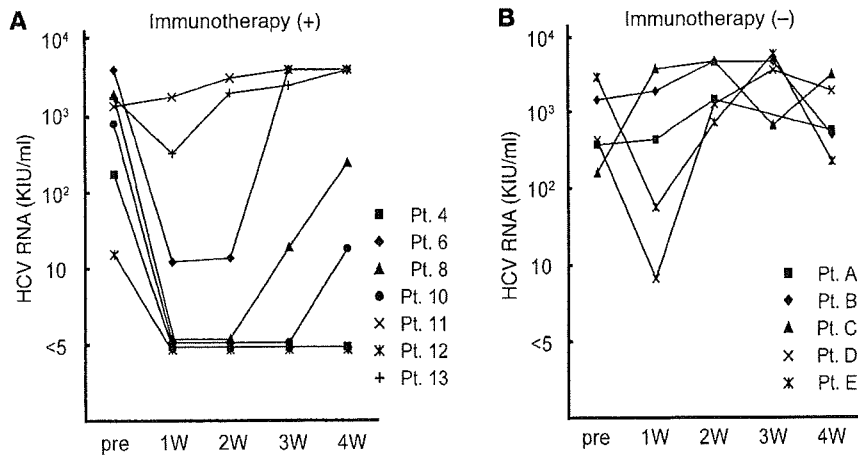 A
Immunotherapy (+)
HCV RNA (KIU/ml)
10⁴
10³
10²
10
<5
pre 1W 2W 3W 4W
Pt. 4
Pt. 6
Pt. 8
Pt. 10
Pt. 11
Pt. 12
Pt. 13
B
Immunotherapy (–)
HCV RNA (KIU/ml)
10⁴
10³
10²
10
<5
pre 1W 2W 3W 4W
Pt. A
Pt. B
Pt. C
Pt. D
Pt. E